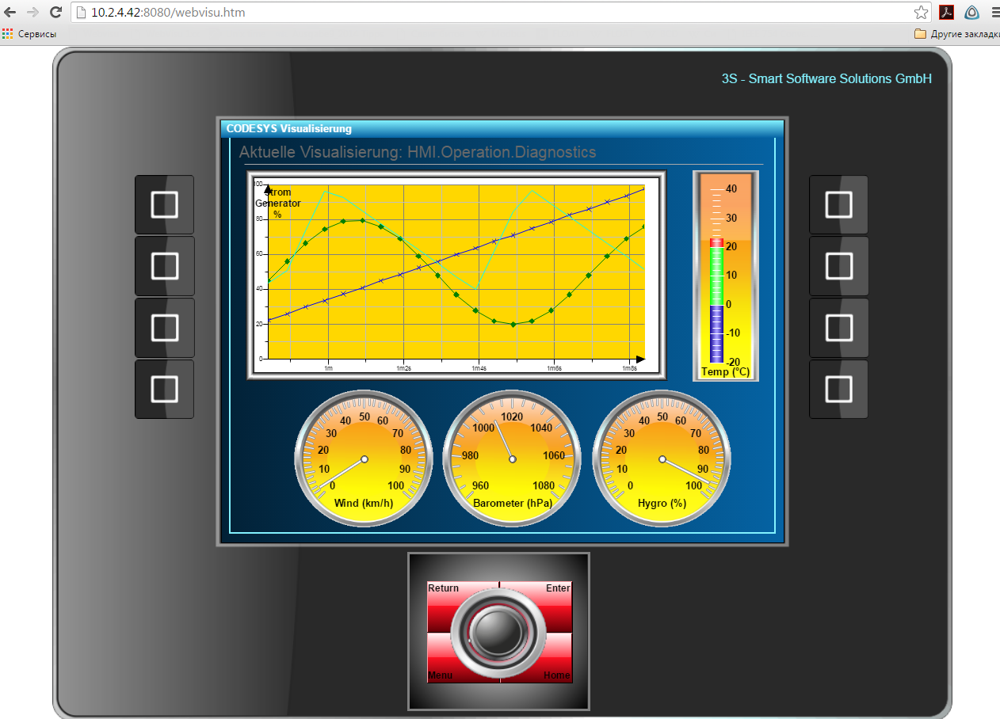 10.2.4.42:8080/webvisu.htm
Сервисы
Другие закладки
3S - Smart Software Solutions GmbH
CODESYS Visualisierung
Aktuelle Visualisierung: HMI.Operation.Diagnostics
Strom
Generator
%
100
80
60
40
20
0
1m
1m2s
1m4s
1m6s
1m8s
40
30
20
10
0
-10
-20
Temp (°C)
0
10
20
30
40
50
60
70
80
90
100
Wind (km/h)
960
980
1000
1020
1040
1060
1080
Barometer (hPa)
0
10
20
30
40
50
60
70
80
90
100
Hygro (%)
Return
Enter
Menu
Home